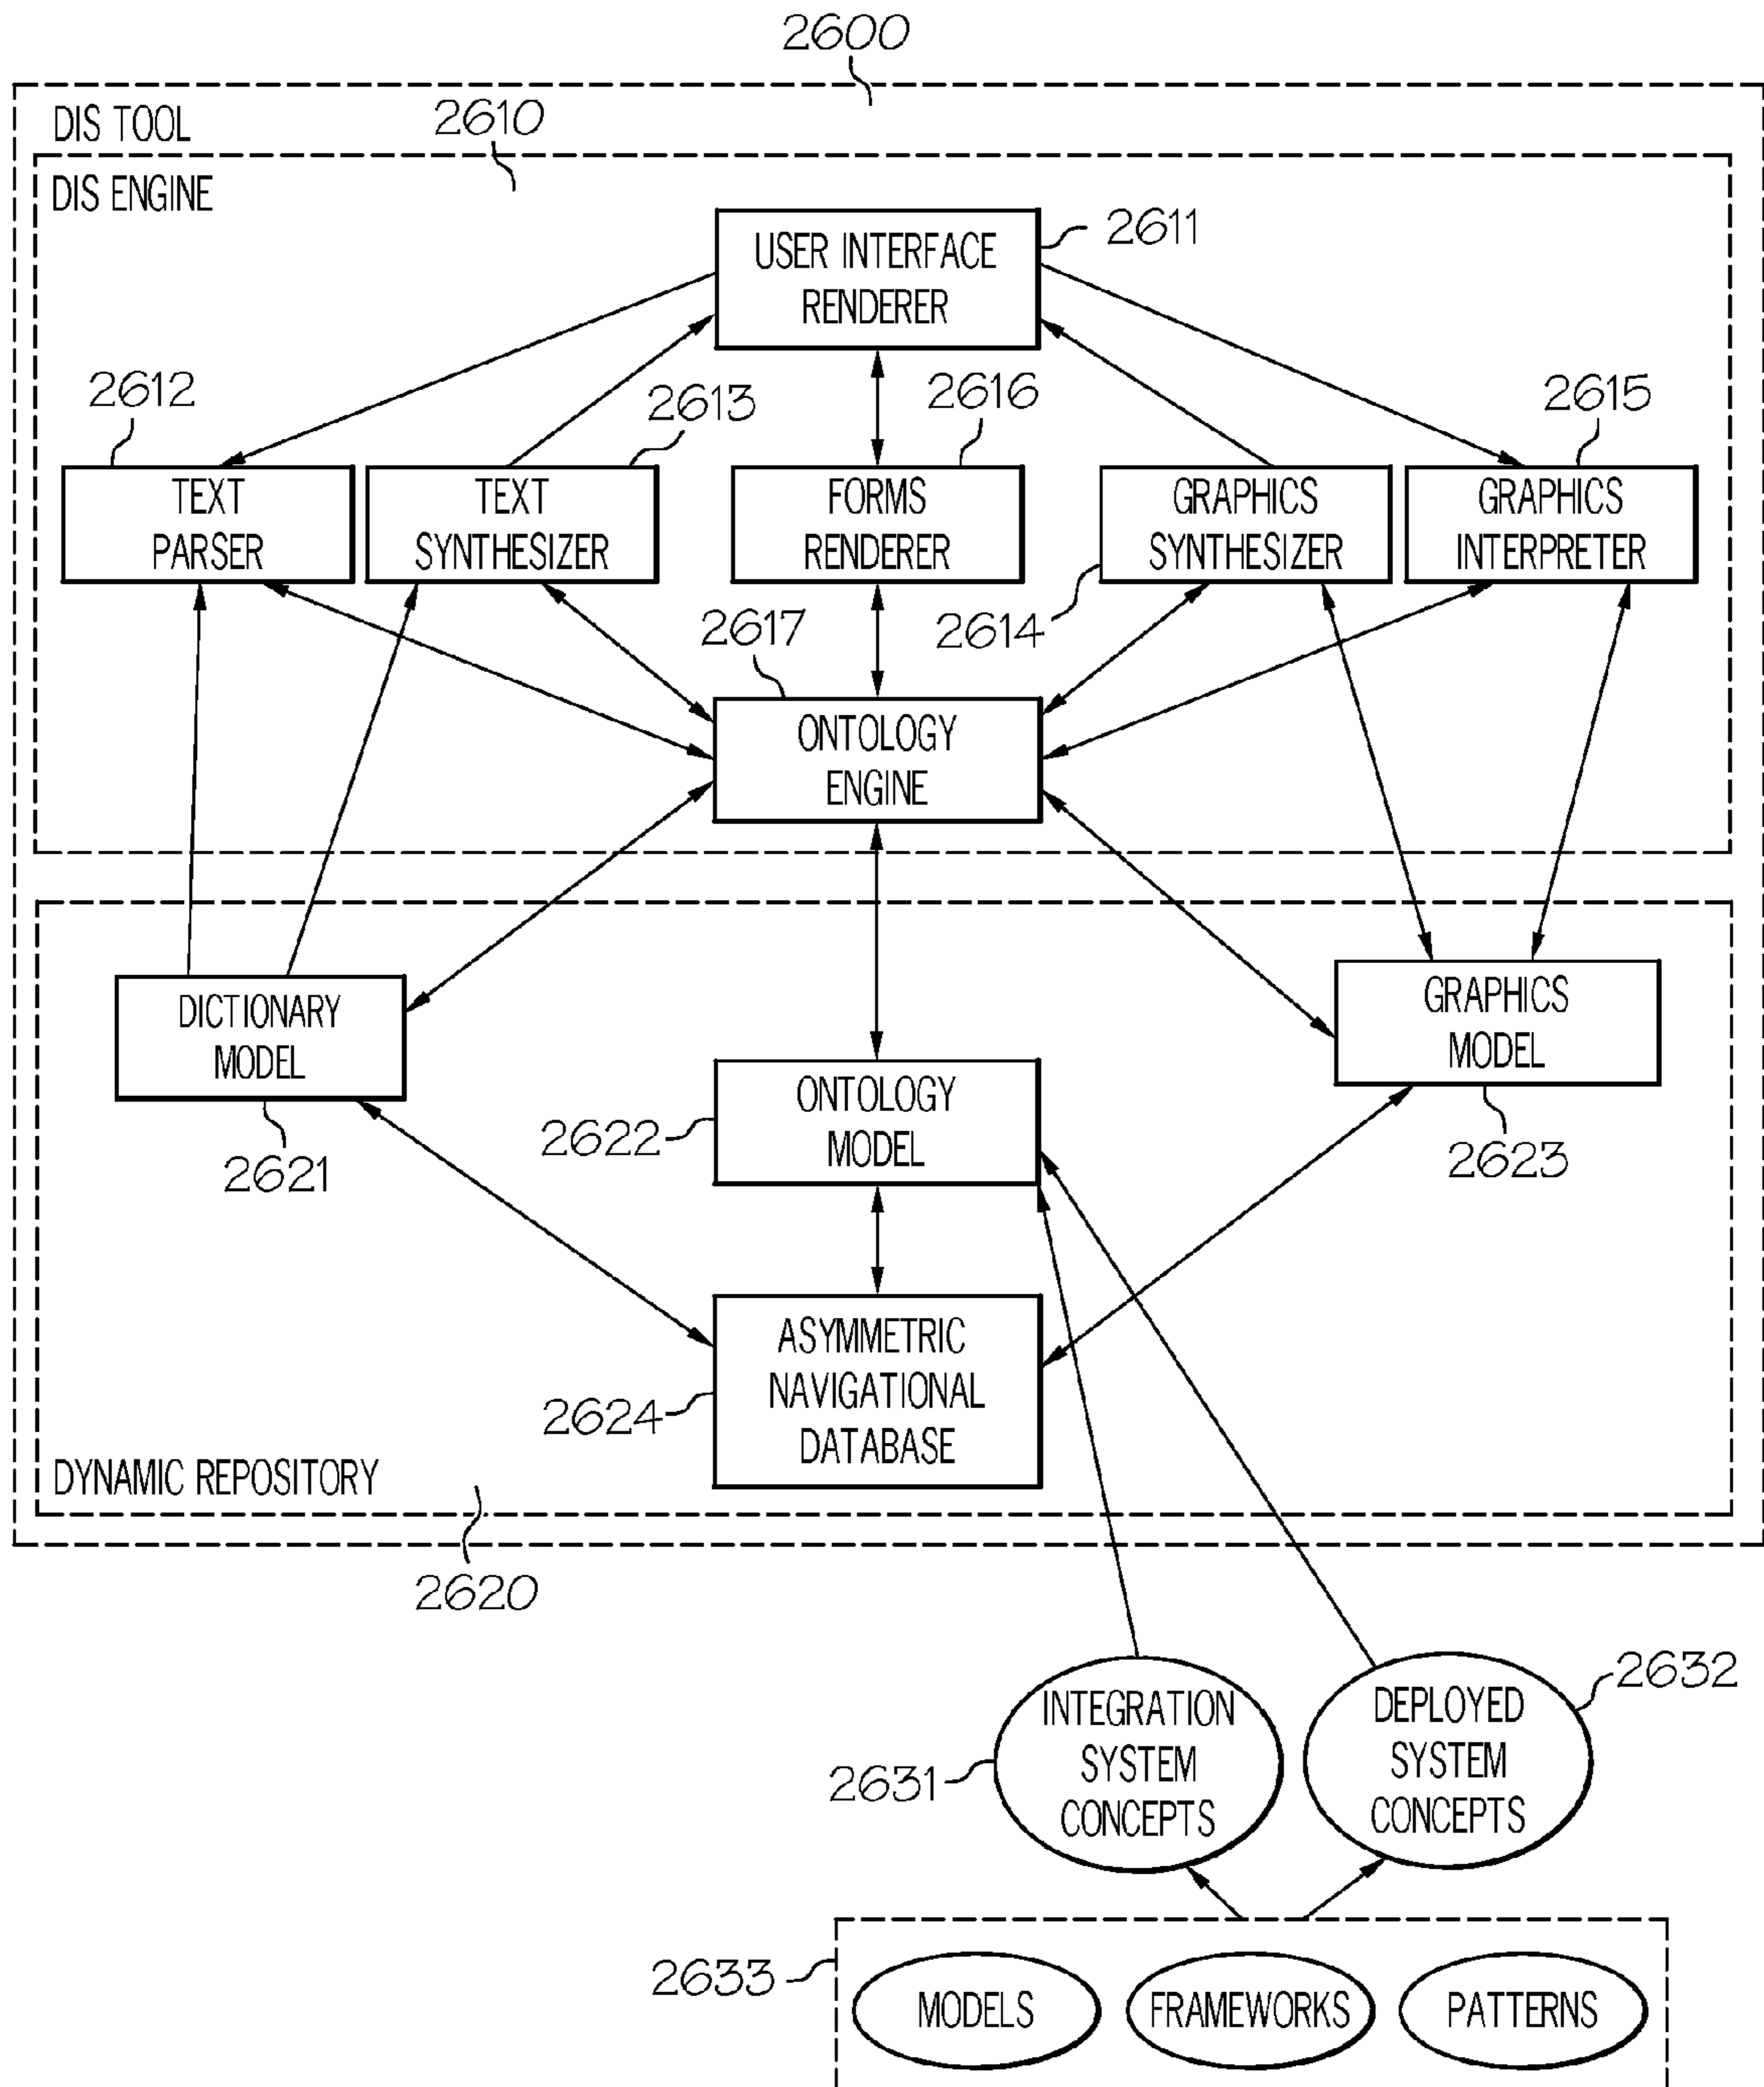 2600
DIS TOOL
2610
DIS ENGINE
2611
USER INTERFACE
RENDERER
2612
2613
2616
2615
TEXT
PARSER
TEXT
SYNTHESIZER
FORMS
RENDERER
GRAPHICS
SYNTHESIZER
GRAPHICS
INTERPRETER
2617
2614
ONTOLOGY
ENGINE
DICTIONARY
MODEL
2621
GRAPHICS
MODEL
2623
ONTOLOGY
MODEL
2622
ASYMMETRIC
NAVIGATIONAL
DATABASE
2624
DYNAMIC REPOSITORY
2620
INTEGRATION
SYSTEM
CONCEPTS
2631
DEPLOYED
SYSTEM
CONCEPTS
2632
2633
MODELS
FRAMEWORKS
PATTERNS